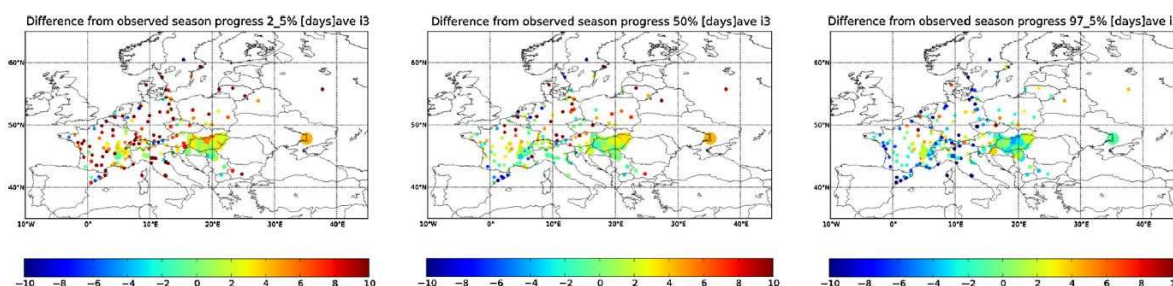 Difference from observed season progress 2_5% [days]ave i3
60°N
50°N
40°N
10°W 0° 10°E 20°E 30°E 40°E
−10 −8 −6 −4 −2 0 2 4 6 8 10
Difference from observed season progress 50% [days]ave i3
60°N
50°N
40°N
10°W 0° 10°E 20°E 30°E 40°E
−10 −8 −6 −4 −2 0 2 4 6 8 10
Difference from observed season progress 97_5% [days]ave i
60°N
50°N
40°N
10°W 0° 10°E 20°E 30°E 40°E
−10 −8 −6 −4 −2 0 2 4 6 8